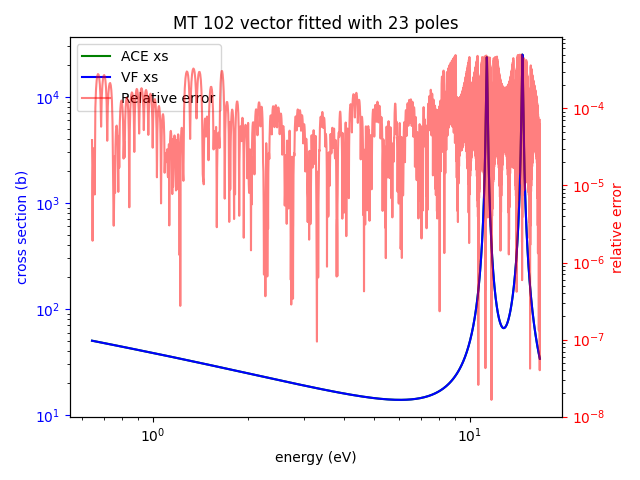 MT 102 vector fitted with 23 poles
ACE xs
VF xs
Relative error
cross section (b)
10⁴
10³
10²
10¹
10⁻⁴
10⁻⁵
10⁻⁶
10⁻⁷
10⁻⁸
relative error
10⁰
10¹
energy (eV)